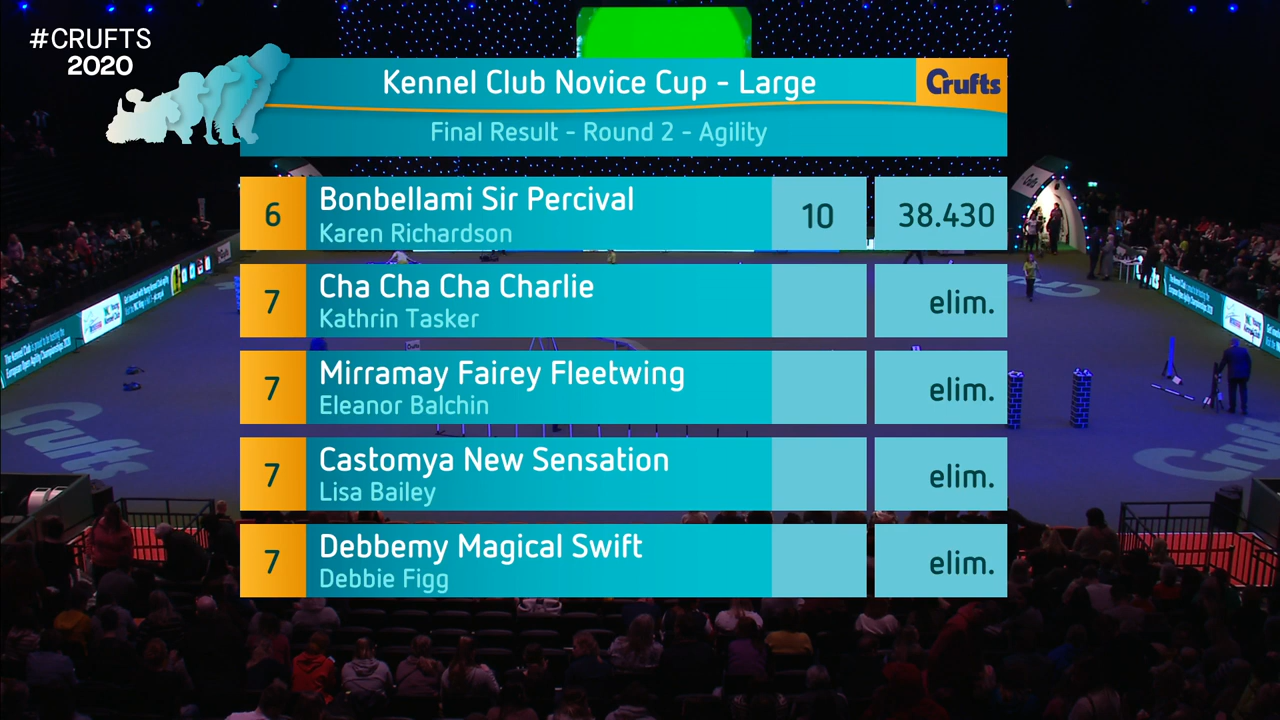 #CRUFTS
2020
Kennel Club Novice Cup - Large
Crufts
Final Result - Round 2 - Agility
6
Bonbellami Sir Percival
Karen Richardson
10
38.430
7
Cha Cha Cha Charlie
Kathrin Tasker
elim.
7
Mirramay Fairey Fleetwing
Eleanor Balchin
elim.
7
Castomya New Sensation
Lisa Bailey
elim.
7
Debbemy Magical Swift
Debbie Figg
elim.
Crufts
Crufts